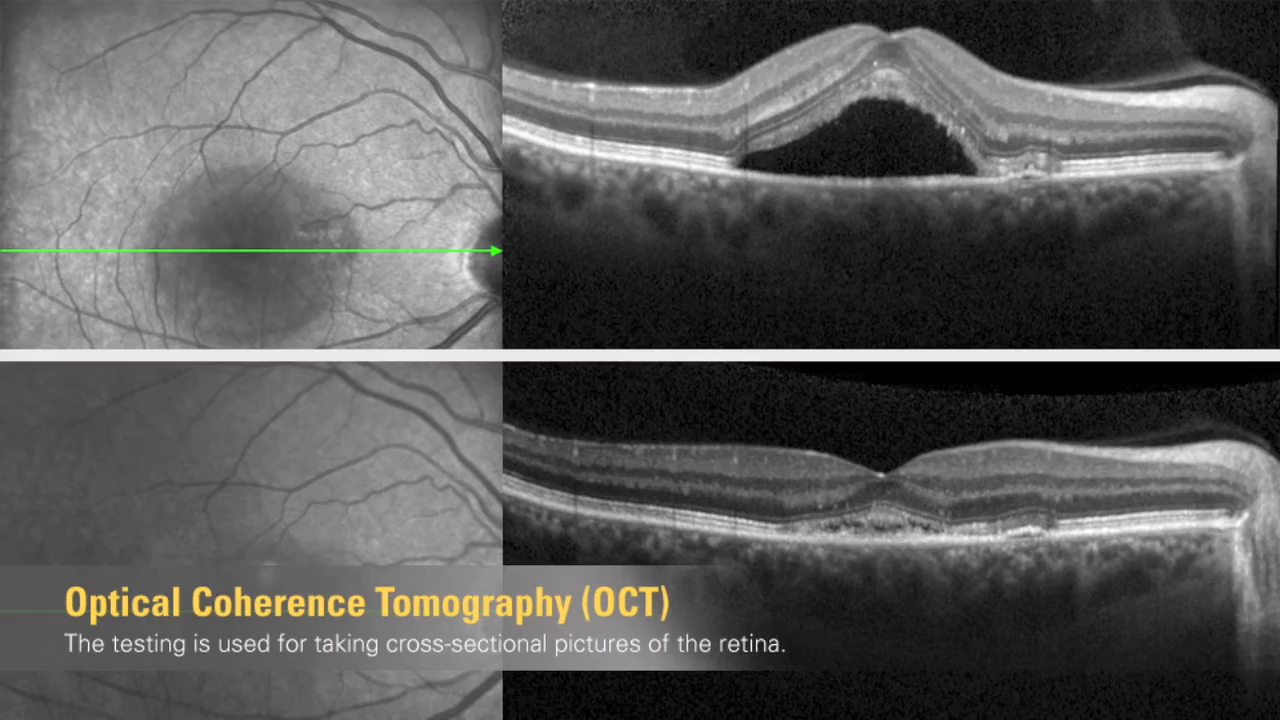 Optical Coherence Tomography (OCT)
The testing is used for taking cross-sectional pictures of the retina.